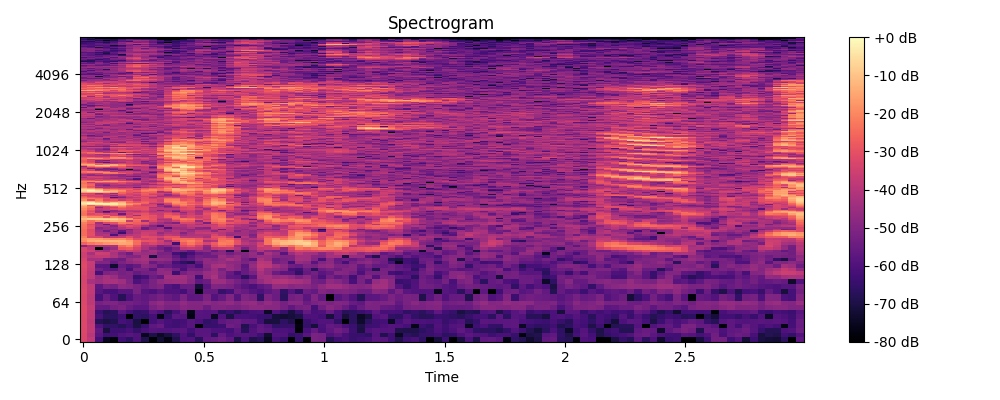 Spectrogram
Hz
4096
2048
1024
512
256
128
64
0
0
0.5
1
1.5
2
2.5
Time
+0 dB
-10 dB
-20 dB
-30 dB
-40 dB
-50 dB
-60 dB
-70 dB
-80 dB